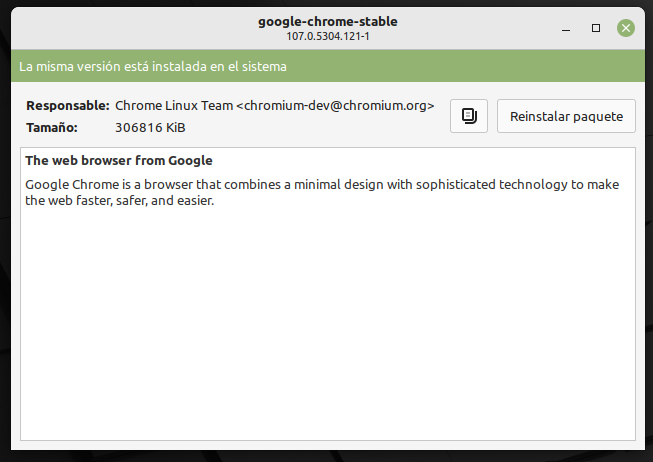 google-chrome-stable
107.0.5304.121-1
La misma versión está instalada en el sistema
Responsable: Chrome Linux Team <chromium-dev@chromium.org>
Reinstalar paquete
Tamaño: 306816 KiB
The web browser from Google
Google Chrome is a browser that combines a minimal design with sophisticated technology to make
the web faster, safer, and easier.